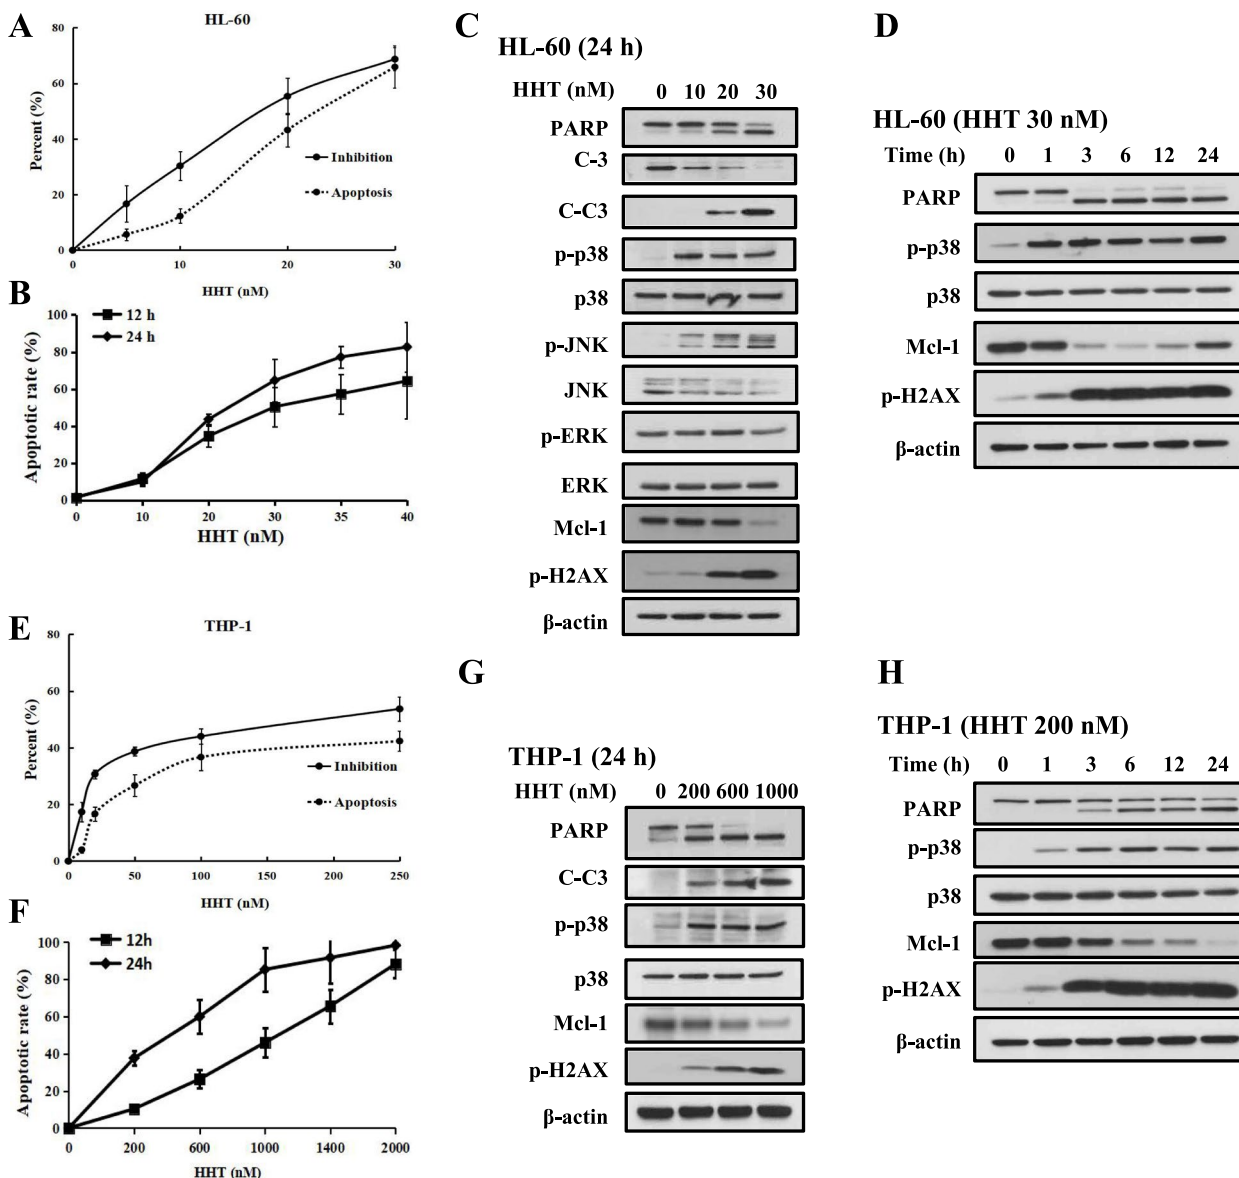 A
HL-60
80
60
40
20
0
Percent (%)
Inhibition
Apoptosis
0 10 20 30
HHT (nM)
B
12 h
24 h
100
80
60
40
20
0
Apoptotic rate (%)
0 10 20 30 35 40
HHT (nM)
C
HL-60 (24 h)
HHT (nM) 0 10 20 30
PARP
C-3
C-C3
p-p38
p38
p-JNK
JNK
p-ERK
ERK
Mcl-1
p-H2AX
β-actin
D
HL-60 (HHT 30 nM)
Time (h) 0 1 3 6 12 24
PARP
p-p38
p38
Mcl-1
p-H2AX
β-actin
E
THP-1
80
60
40
20
0
Percent (%)
Inhibition
Apoptosis
0 50 100 150 200 250
HHT (nM)
F
12h
24h
100
80
60
40
20
0
Apoptotic rate (%)
0 200 600 1000 1400 2000
HHT (nM)
G
THP-1 (24 h)
HHT (nM) 0 200 600 1000
PARP
C-C3
p-p38
p38
Mcl-1
p-H2AX
β-actin
H
THP-1 (HHT 200 nM)
Time (h) 0 1 3 6 12 24
PARP
p-p38
p38
Mcl-1
p-H2AX
β-actin